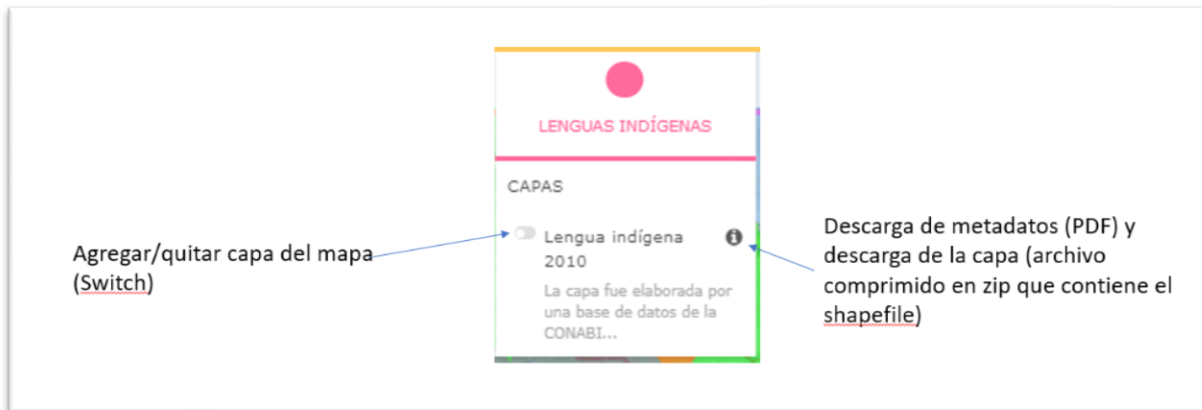 LENGUAS INDÍGENAS
CAPAS
Lengua indígena
2010
La capa fue elaborada por
una base de datos de la
CONABI...
Agregar/quitar capa del mapa
(Switch)
Descarga de metadatos (PDF) y
descarga de la capa (archivo
comprimido en zip que contiene el
shapefile)